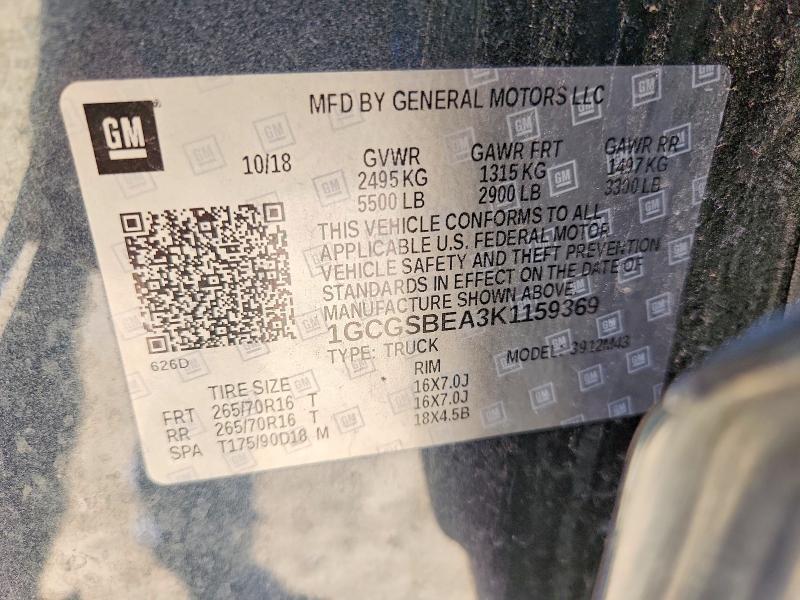 GM
MFD BY GENERAL MOTORS LLC
10/18
GVWR GAWR FRT GAWR RR
2495 KG 1315 KG 1497 KG
5500 LB 2900 LB 3300 LB
THIS VEHICLE CONFORMS TO ALL
APPLICABLE U.S. FEDERAL MOTOR
VEHICLE SAFETY AND THEFT PREVENTION
STANDARDS IN EFFECT ON THE DATE OF
MANUFACTURE SHOWN ABOVE.
1GCGSBEA3K1159369
626D
TYPE: TRUCK MODEL: 3912M43
TIRE SIZE RIM
FRT 265/70R16 T 16X7.0J
RR 265/70R16 T 16X7.0J
SPA T175/90D18 M 18X4.5B